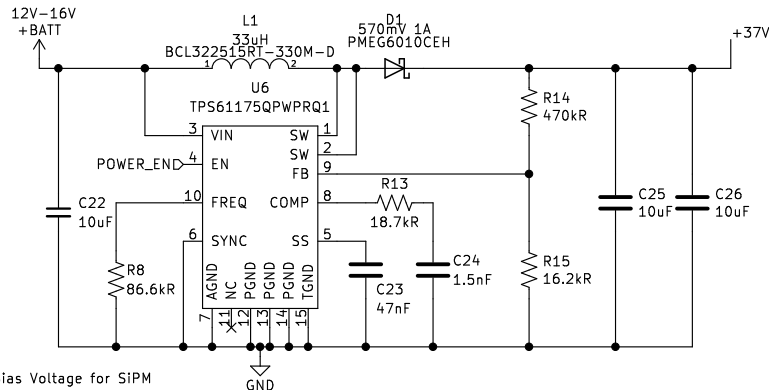 12V-16V
+BATT
L1
33uH
BCL322515RT-330M-D
1
2
D1
570mV 1A
PMEG6010CEH
+37V
U6
TPS61175QPWPRQ1
3 VIN
SW 1
SW 2
POWER_EN
4 EN
FB 9
10 FREQ
COMP 8
6 SYNC
SS 5
AGND
NC
PGND
PGND
PGND
TGND
7
11
12
13
14
15
R14
470kR
R13
18.7kR
C22
10uF
C25
10uF
C26
10uF
R8
86.6kR
C23
47nF
C24
1.5nF
R15
16.2kR
ias Voltage for SiPM
GND